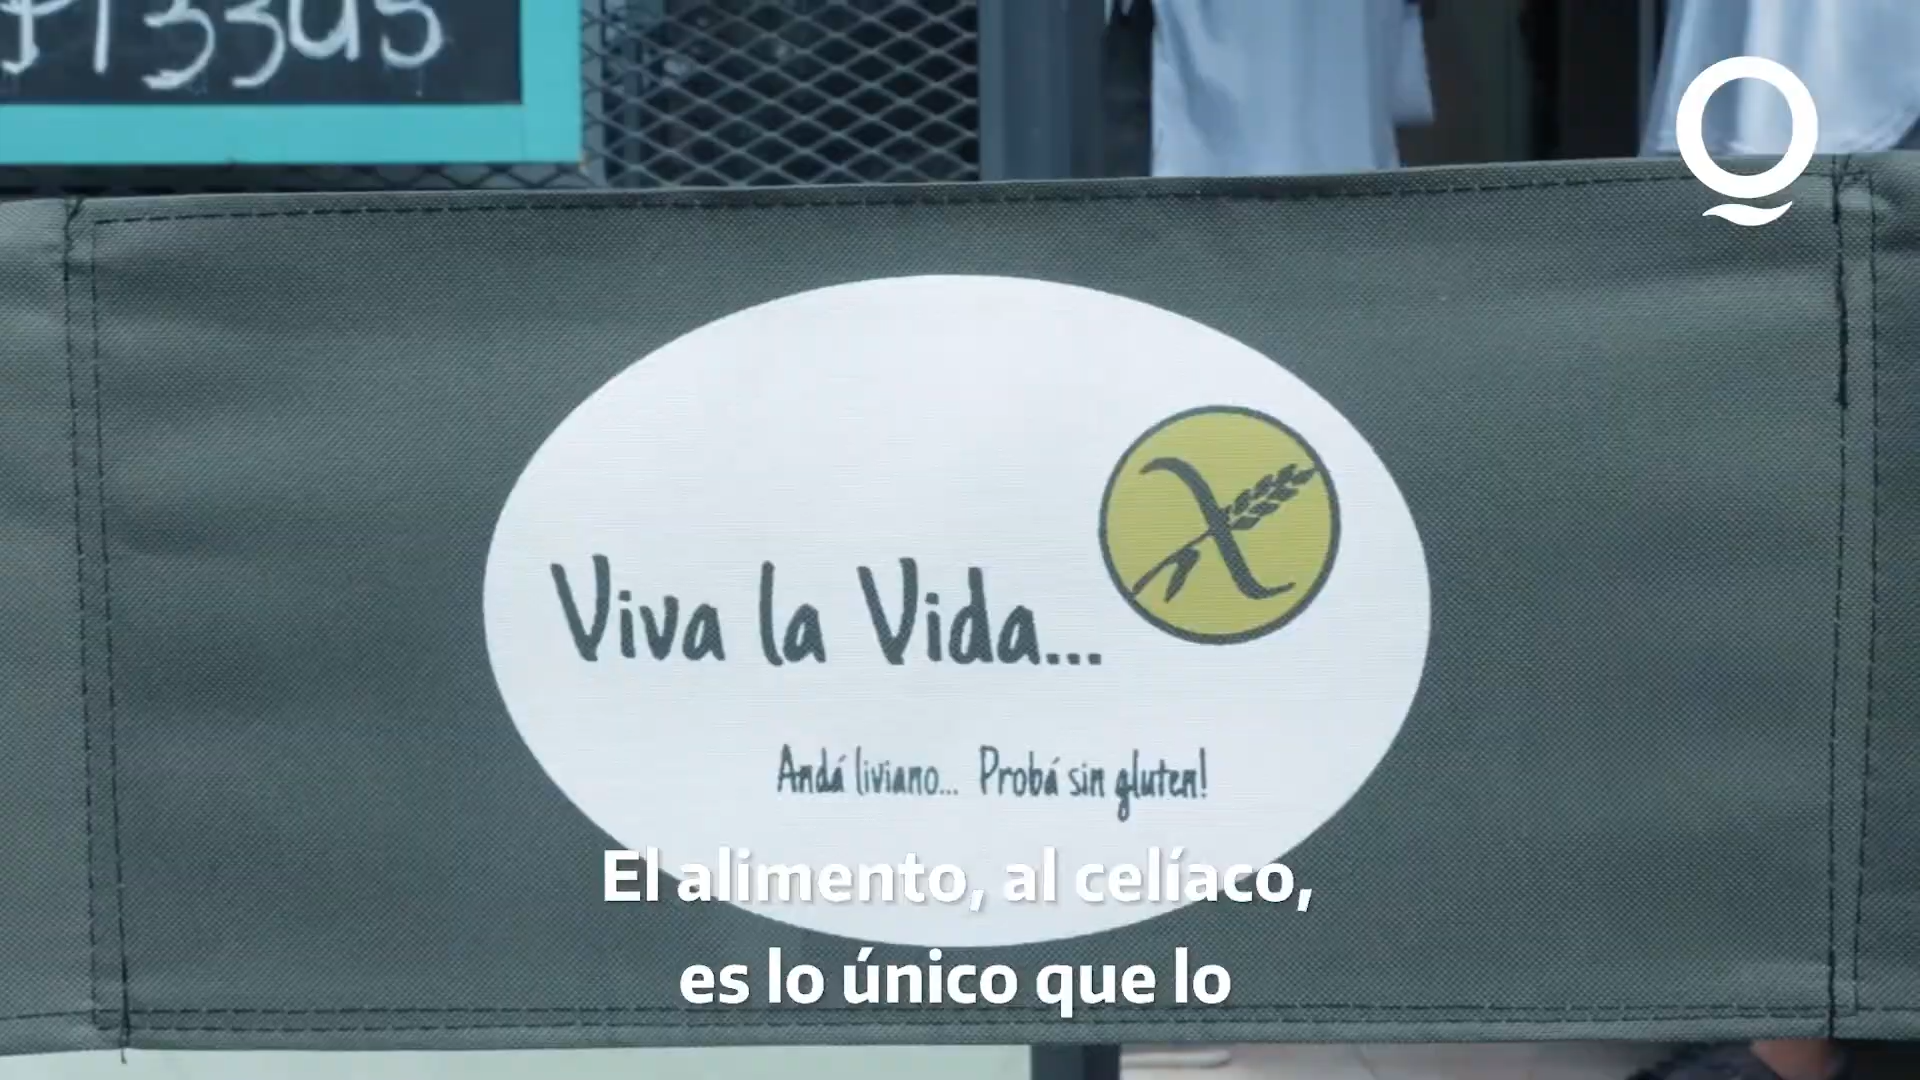 Viva la Vida...
Andá liviano... Probá sin gluten!
El alimento, al celíaco,
es lo único que lo